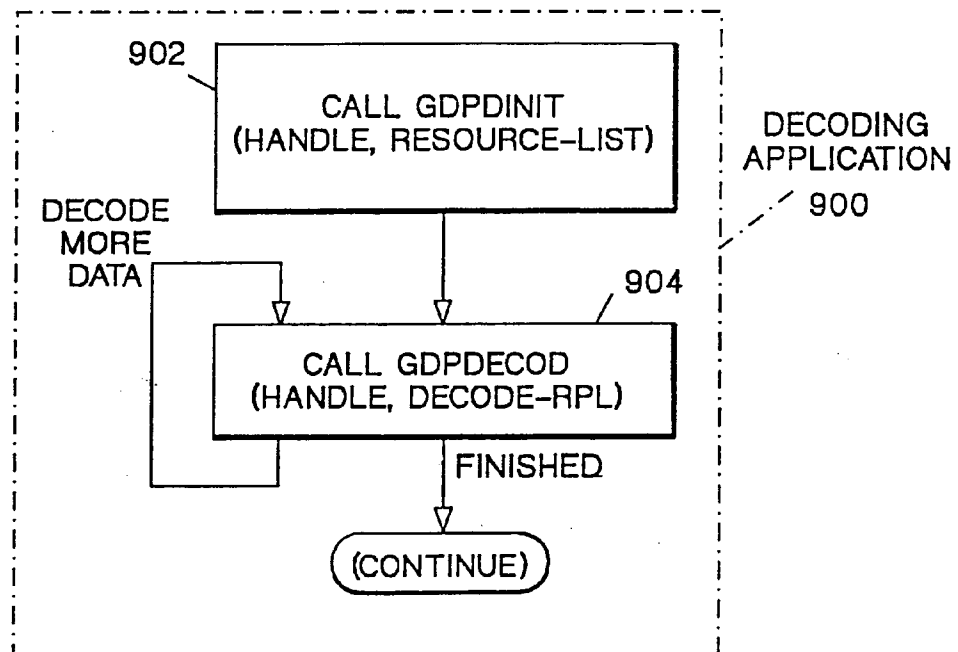 902
CALL GDPDINIT
(HANDLE, RESOURCE-LIST)
DECODING
APPLICATION
900
DECODE
MORE
DATA
904
CALL GDPDECOD
(HANDLE, DECODE-RPL)
FINISHED
(CONTINUE)